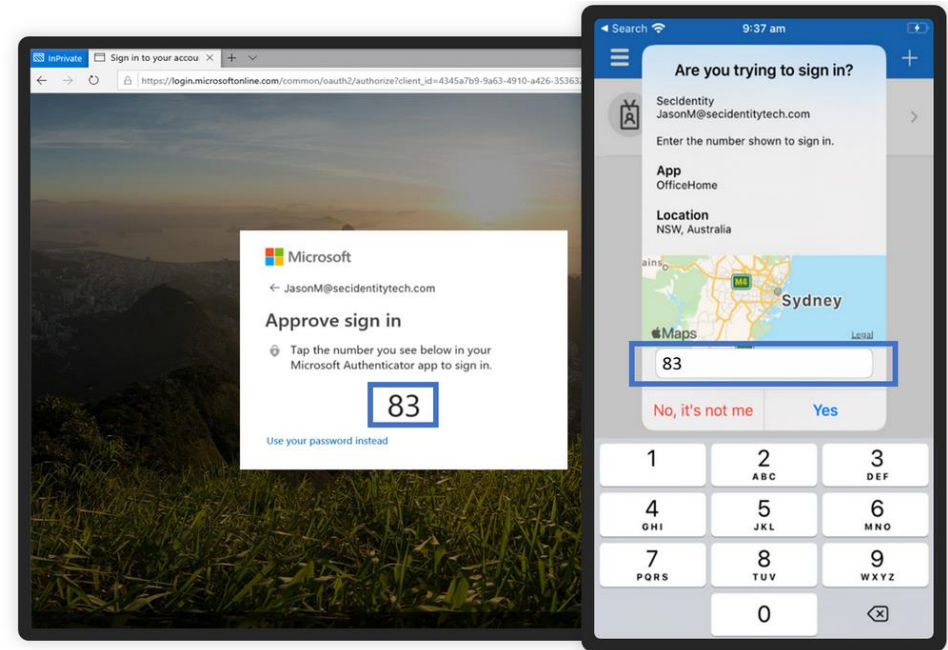 InPrivate
Sign in to your accou
https://login.microsoftonline.com/common/oauth2/authorize?client_id=4345a7b9-9a63-4910-a426-35363
Microsoft
← JasonM@secidentitytech.com
Approve sign in
Tap the number you see below in your
Microsoft Authenticator app to sign in.
83
Use your password instead
Search 9:37 am
Are you trying to sign in?
SecIdentity
JasonM@secidentitytech.com
Enter the number shown to sign in.
App
OfficeHome
Location
NSW, Australia
ains
M4
Sydney
Maps Legal
83
No, it's not me Yes
1 2 3
ABC DEF
4 5 6
GHI JKL MNO
7 8 9
PQRS TUV WXYZ
0